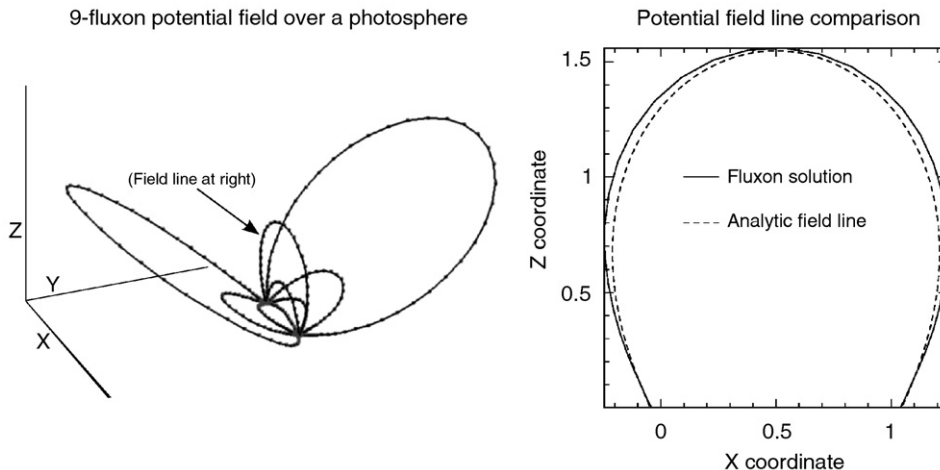 9-fluxon potential field over a photosphere
(Field line at right)
Z
Y
X
Potential field line comparison
1.5
1
0.5
Z coordinate
Fluxon solution
Analytic field line
0 0.5 1
X coordinate